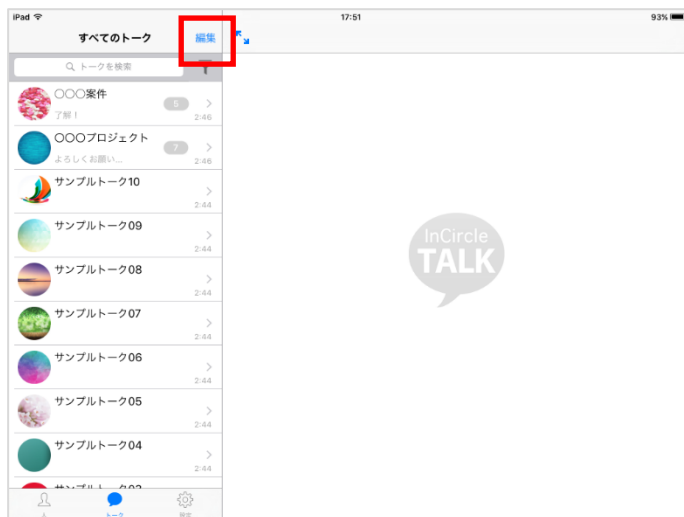 iPad 17:51 93%
すべてのトーク 編集
トークを検索
〇〇〇案件 5
了解！ 2:46
〇〇〇プロジェクト 7
よろしくお願い... 2:46
サンプルトーク10
2:44
サンプルトーク09
2:44
サンプルトーク08
2:44
サンプルトーク07
2:44
サンプルトーク06
2:44
サンプルトーク05
2:44
サンプルトーク04
2:44
InCircle
TALK